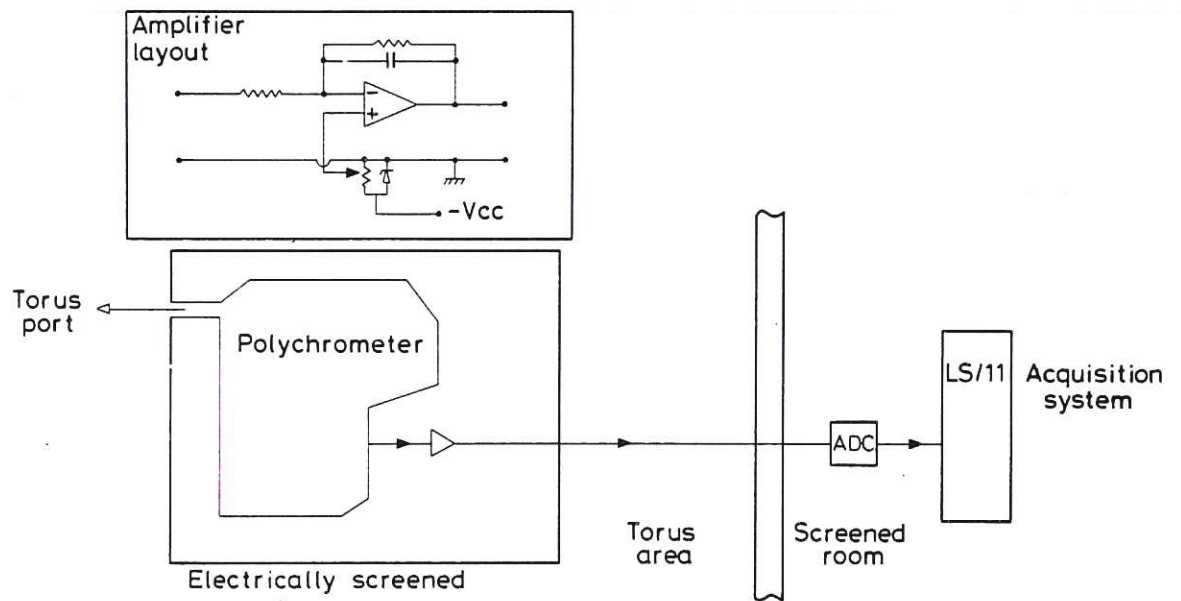 Amplifier
layout
−
+
-Vcc
Torus
port
Polychrometer
LS/11
Acquisition
system
ADC
Torus
area
Screened
room
Electrically screened